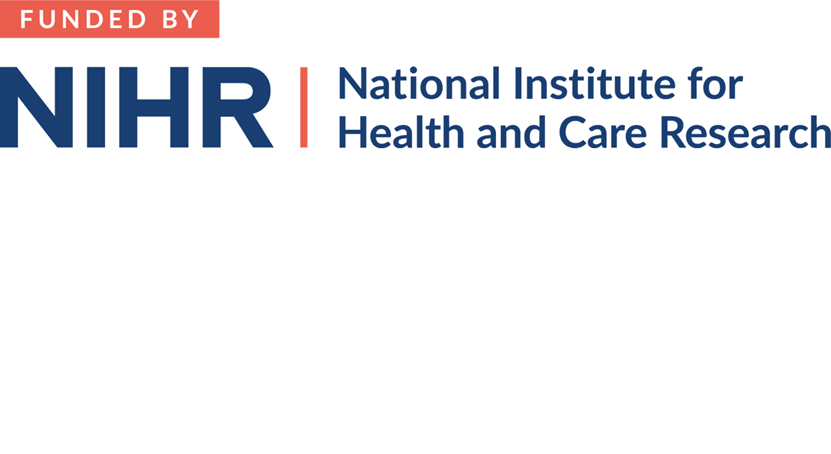 FUNDED BY
NIHR | National Institute for
Health and Care Research